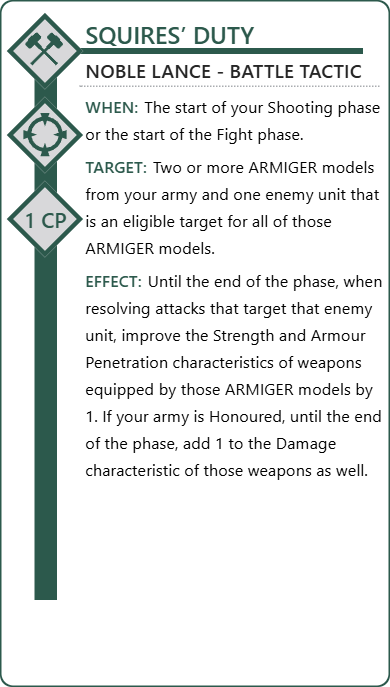 SQUIRES’ DUTY
NOBLE LANCE - BATTLE TACTIC
WHEN: The start of your Shooting phase
or the start of the Fight phase.
TARGET: Two or more ARMIGER models
from your army and one enemy unit that
is an eligible target for all of those
ARMIGER models.
1 CP
EFFECT: Until the end of the phase, when
resolving attacks that target that enemy
unit, improve the Strength and Armour
Penetration characteristics of weapons
equipped by those ARMIGER models by
1. If your army is Honoured, until the end
of the phase, add 1 to the Damage
characteristic of those weapons as well.